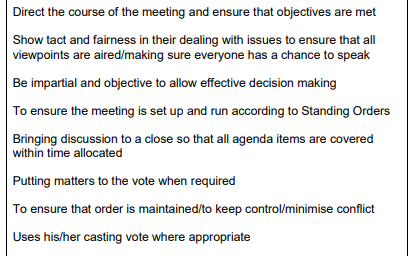 Direct the course of the meeting and ensure that objectives are met
Show tact and fairness in their dealing with issues to ensure that all
viewpoints are aired/making sure everyone has a chance to speak
Be impartial and objective to allow effective decision making
To ensure the meeting is set up and run according to Standing Orders
Bringing discussion to a close so that all agenda items are covered
within time allocated
Putting matters to the vote when required
To ensure that order is maintained/to keep control/minimise conflict
Uses his/her casting vote where appropriate